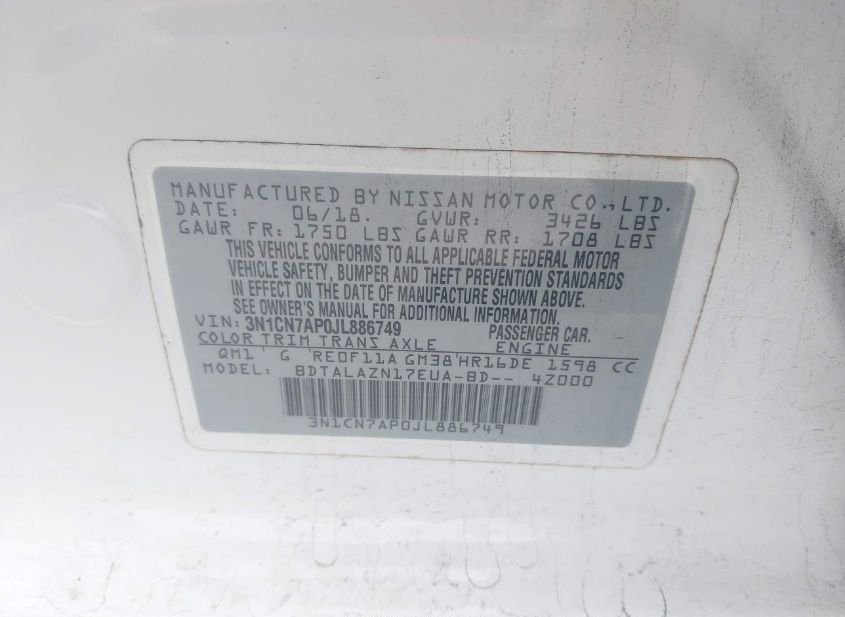 MANUFACTURED BY NISSAN MOTOR CO., LTD.
DATE: 06/18. GVWR: 3426 LBS
GAWR FR: 1750 LBS GAWR RR: 1708 LBS
THIS VEHICLE CONFORMS TO ALL APPLICABLE FEDERAL MOTOR
VEHICLE SAFETY, BUMPER AND THEFT PREVENTION STANDARDS
IN EFFECT ON THE DATE OF MANUFACTURE SHOWN ABOVE.
SEE OWNER'S MANUAL FOR ADDITIONAL INFORMATION.
VIN: 3N1CN7AP0JL886749 PASSENGER CAR.
COLOR TRIM TRANS AXLE ENGINE
QM1 G RE0F11A GM38 HR16DE 1598 CC
MODEL: BDTALAZN17EUA-BD-- 4Z000
3N1CN7AP0JL886749